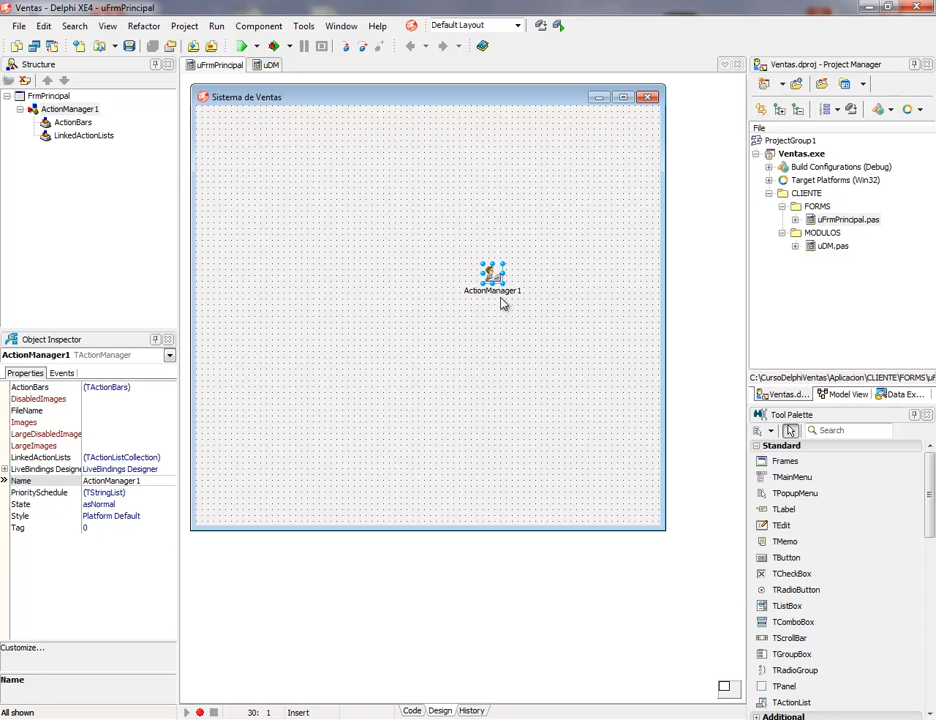 Ventas - Delphi XE4 - uFrmPrincipal
File Edit Search View Refactor Project Run Component Tools Window Help Default Layout
Structure
FrmPrincipal
ActionManager1
ActionBars
LinkedActionLists
Object Inspector
ActionManager1 TActionManager
Properties Events
ActionBars (TActionBars)
DisabledImages
FileName
Images
LargeDisabledImage
LargeImages
LinkedActionLists (TActionListCollection)
LiveBindings Designe LiveBindings Designer
Name ActionManager1
PrioritySchedule (TStringList)
State asNormal
Style Platform Default
Tag 0
Customize...
Name
All shown
uFrmPrincipal uDM
Sistema de Ventas
ActionManager1
30: 1 Insert Code Design History
Ventas.dproj - Project Manager
File
ProjectGroup1
Ventas.exe
Build Configurations (Debug)
Target Platforms (Win32)
CLIENTE
FORMS
uFrmPrincipal.pas
MODULOS
uDM.pas
C:\CursoDelphiVentas\Aplicacion\CLIENTE\FORMS\uF
Ventas.d... Model View Data Ex...
Tool Palette
Search
Standard
Frames
TMainMenu
TPopupMenu
TLabel
TEdit
TMemo
TButton
TCheckBox
TRadioButton
TListBox
TComboBox
TScrollBar
TGroupBox
TRadioGroup
TPanel
TActionList
Additional